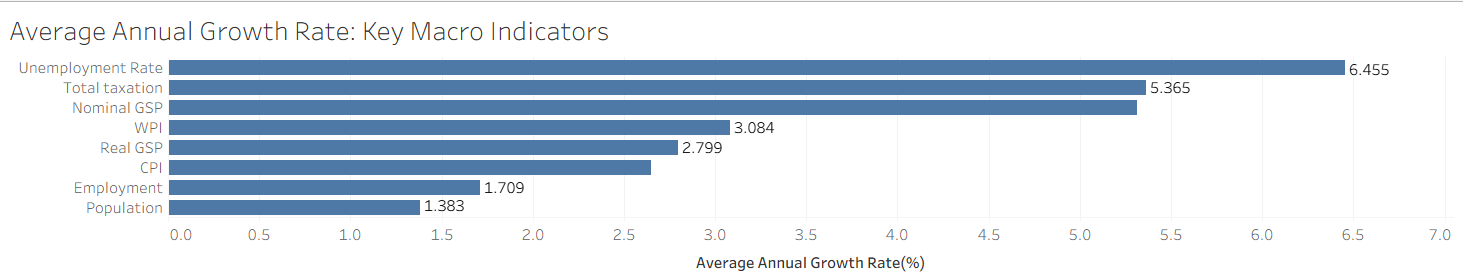 Average Annual Growth Rate: Key Macro Indicators
Unemployment Rate 6.455
Total taxation 5.365
Nominal GSP
WPI 3.084
Real GSP 2.799
CPI
Employment 1.709
Population 1.383
0.0 0.5 1.0 1.5 2.0 2.5 3.0 3.5 4.0 4.5 5.0 5.5 6.0 6.5 7.0
Average Annual Growth Rate(%)